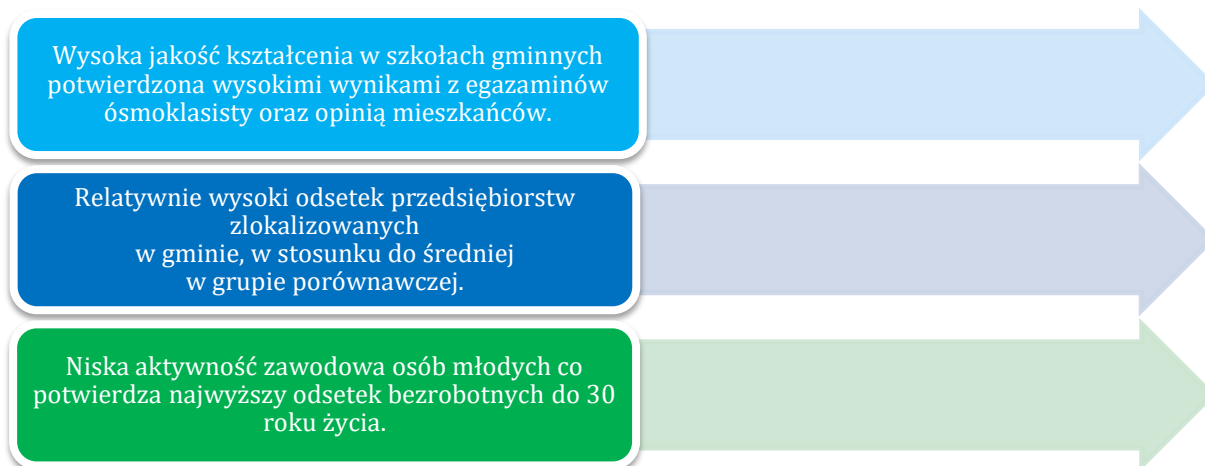 Wysoka jakość kształcenia w szkołach gminnych
potwierdzona wysokimi wynikami z egazaminów
ósmoklasisty oraz opinią mieszkańców.
Relatywnie wysoki odsetek przedsiębiorstw
zlokalizowanych
w gminie, w stosunku do średniej
w grupie porównawczej.
Niska aktywność zawodowa osób młodych co
potwierdza najwyższy odsetek bezrobotnych do 30
roku życia.